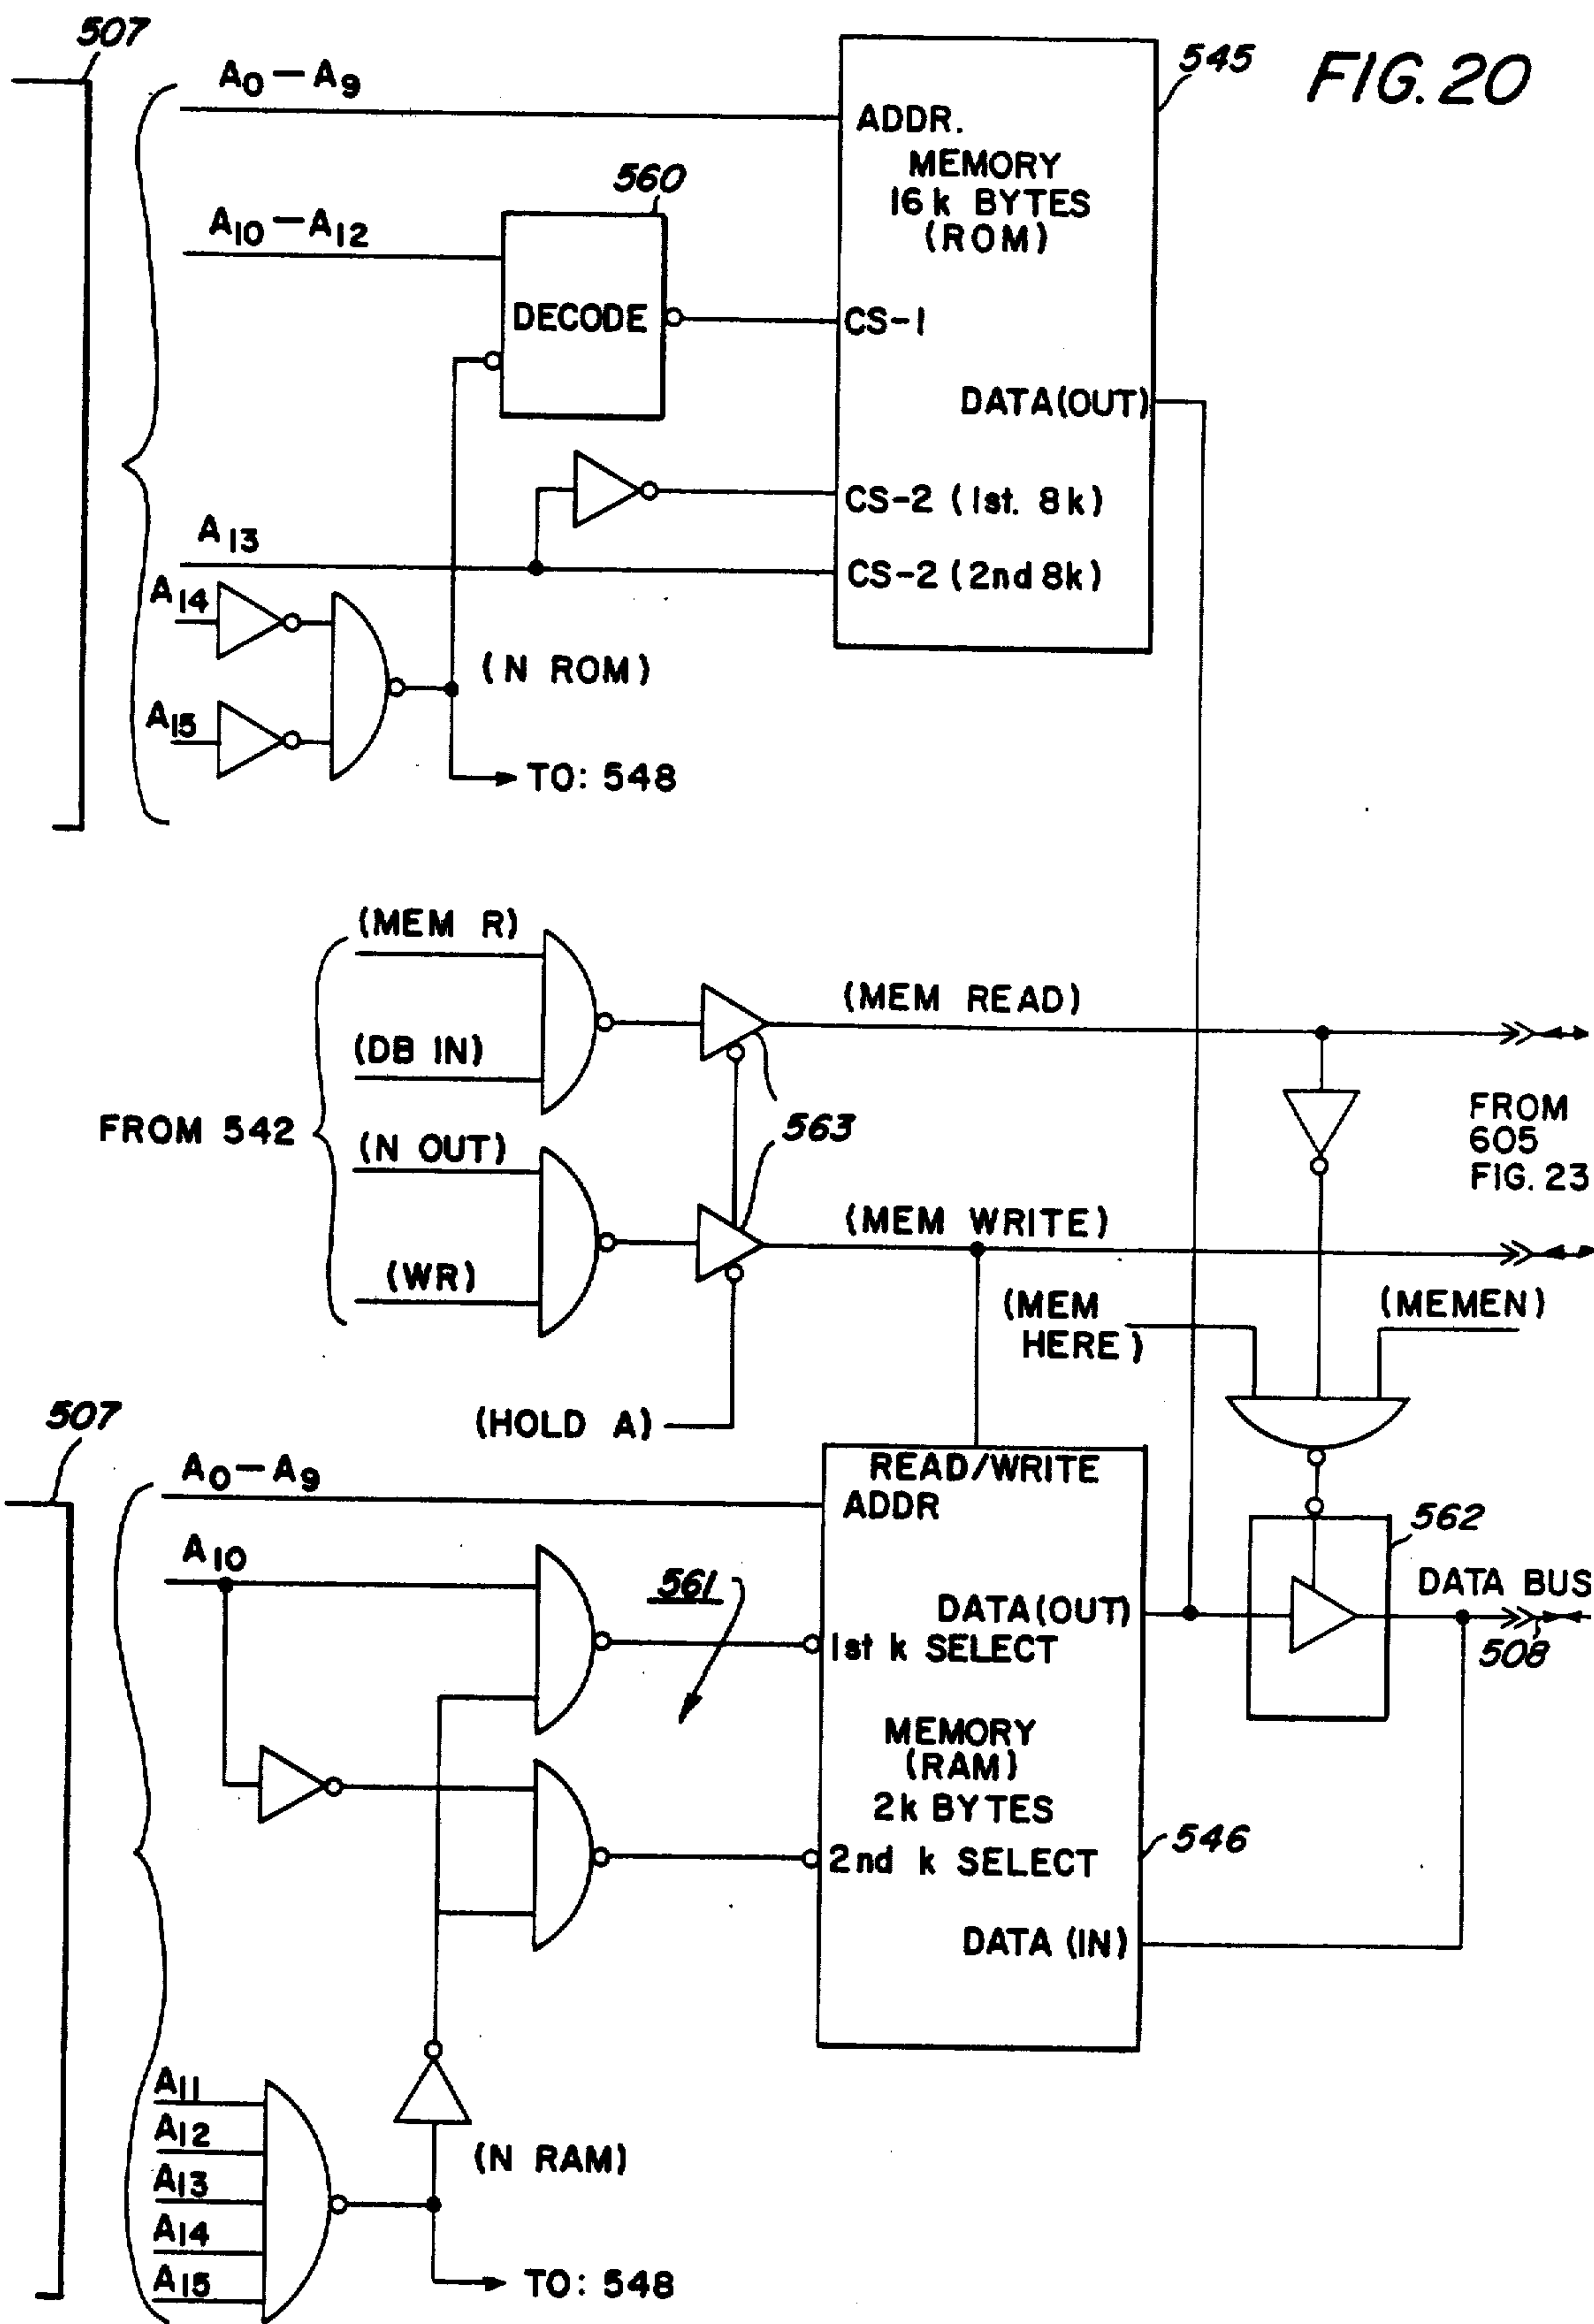 507
A0—A9
545
FIG. 20
ADDR.
MEMORY
16k BYTES
(ROM)
560
A10—A12
DECODE
CS-1
DATA(OUT)
CS-2 (1st. 8k)
A13
CS-2 (2nd 8k)
A14
(N ROM)
A15
TO: 548
(MEM R)
(MEM READ)
(DB IN)
FROM 542
563
FROM
605
FIG. 23
(N OUT)
(MEM WRITE)
(WR)
(MEM
HERE)
(MEMEN)
(HOLD A)
507
A0—A9
READ/WRITE
ADDR
562
A10
561
DATA(OUT)
DATA BUS
1st k SELECT
508
MEMORY
(RAM)
2k BYTES
546
2nd k SELECT
DATA (IN)
A11
A12
(N RAM)
A13
A14
A15
TO: 548